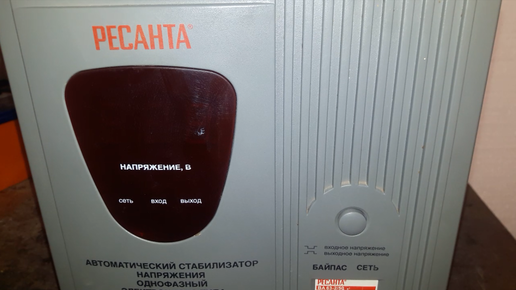 РЕСАНТА®
НАПРЯЖЕНИЕ, В
сеть вход выход
входное напряжение
выходное напряжение
БАЙПАС СЕТЬ
АВТОМАТИЧЕСКИЙ СТАБИЛИЗАТОР
НАПРЯЖЕНИЯ
ОДНОФАЗНЫЙ
РЕСАНТА